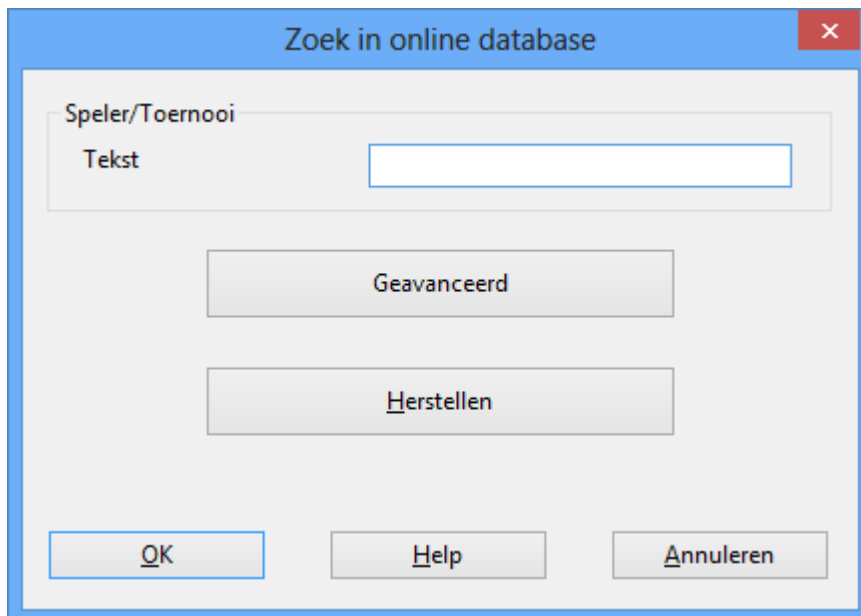 Zoek in online database
Speler/Toernooi
Tekst
Geavanceerd
Herstellen
OK Help Annuleren